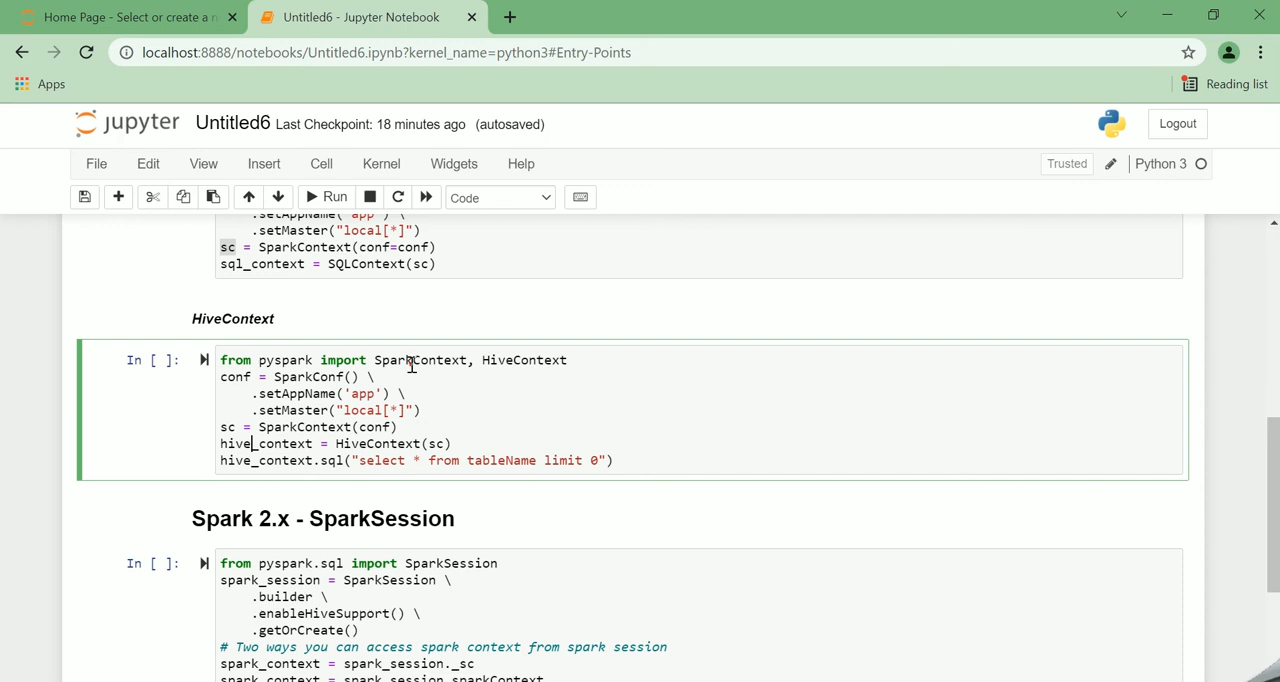 Home Page - Select or create a n
Untitled6 - Jupyter Notebook
localhost:8888/notebooks/Untitled6.ipynb?kernel_name=python3#Entry-Points
Apps
Reading list
jupyter Untitled6 Last Checkpoint: 18 minutes ago (autosaved)
Logout
File Edit View Insert Cell Kernel Widgets Help
Trusted
Python 3
Run
Code
.setAppName('app') \
.setMaster("local[*]")
sc = SparkContext(conf=conf)
sql_context = SQLContext(sc)
HiveContext
In [ ]:
from pyspark import SparkContext, HiveContext
conf = SparkConf() \
.setAppName('app') \
.setMaster("local[*]")
sc = SparkContext(conf)
hive_context = HiveContext(sc)
hive_context.sql("select * from tableName limit 0")
Spark 2.x - SparkSession
In [ ]:
from pyspark.sql import SparkSession
spark_session = SparkSession \
.builder \
.enableHiveSupport() \
.getOrCreate()
# Two ways you can access spark context from spark session
spark_context = spark_session._sc
spark_context = spark_session.sparkContext